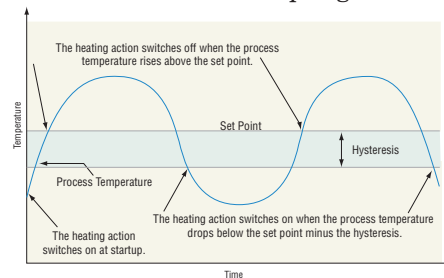 The heating action switches off when the process
temperature rises above the set point.
Temperature
Set Point
Hysteresis
Process Temperature
The heating action
switches on at startup.
The heating action switches on when the process temperature
drops below the set point minus the hysteresis.
Time